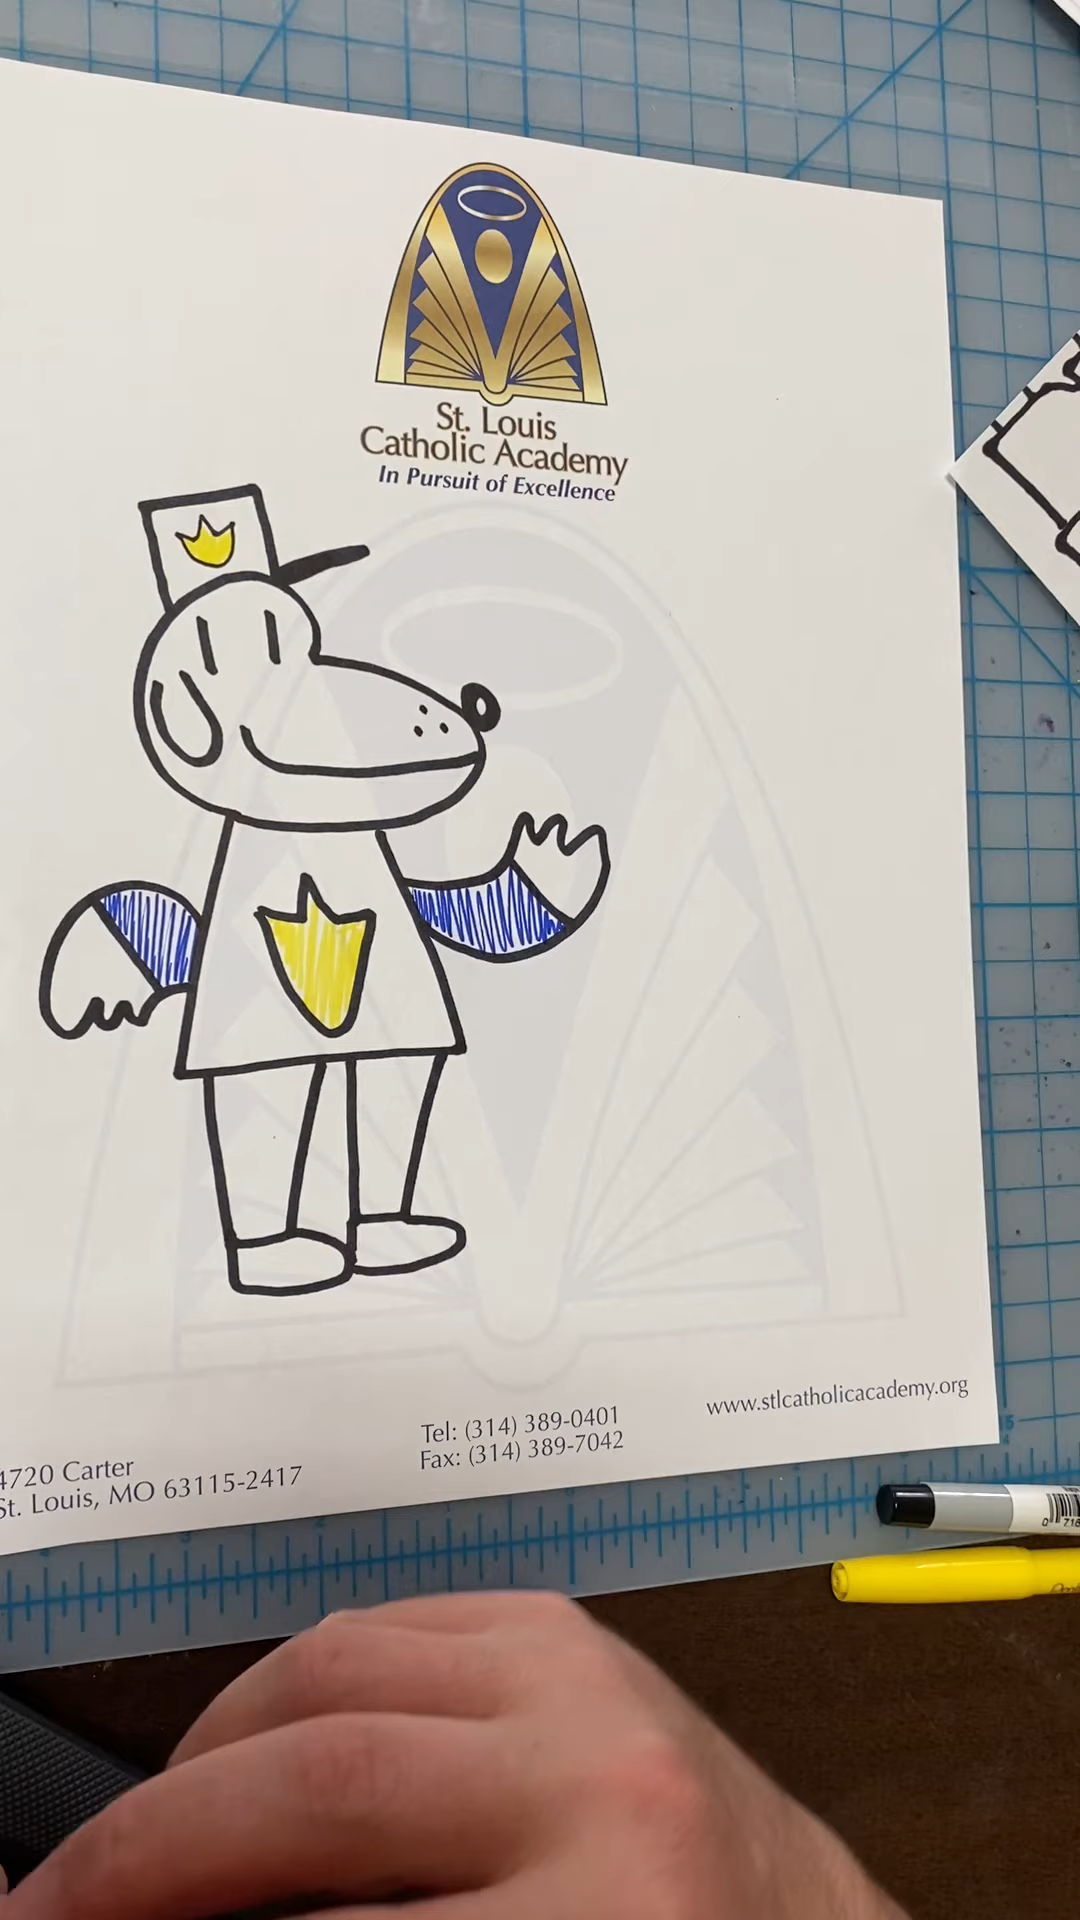 St. Louis
Catholic Academy
In Pursuit of Excellence
www.stlcatholicacademy.org
Tel: (314) 389-0401
Fax: (314) 389-7042
4720 Carter
St. Louis, MO 63115-2417